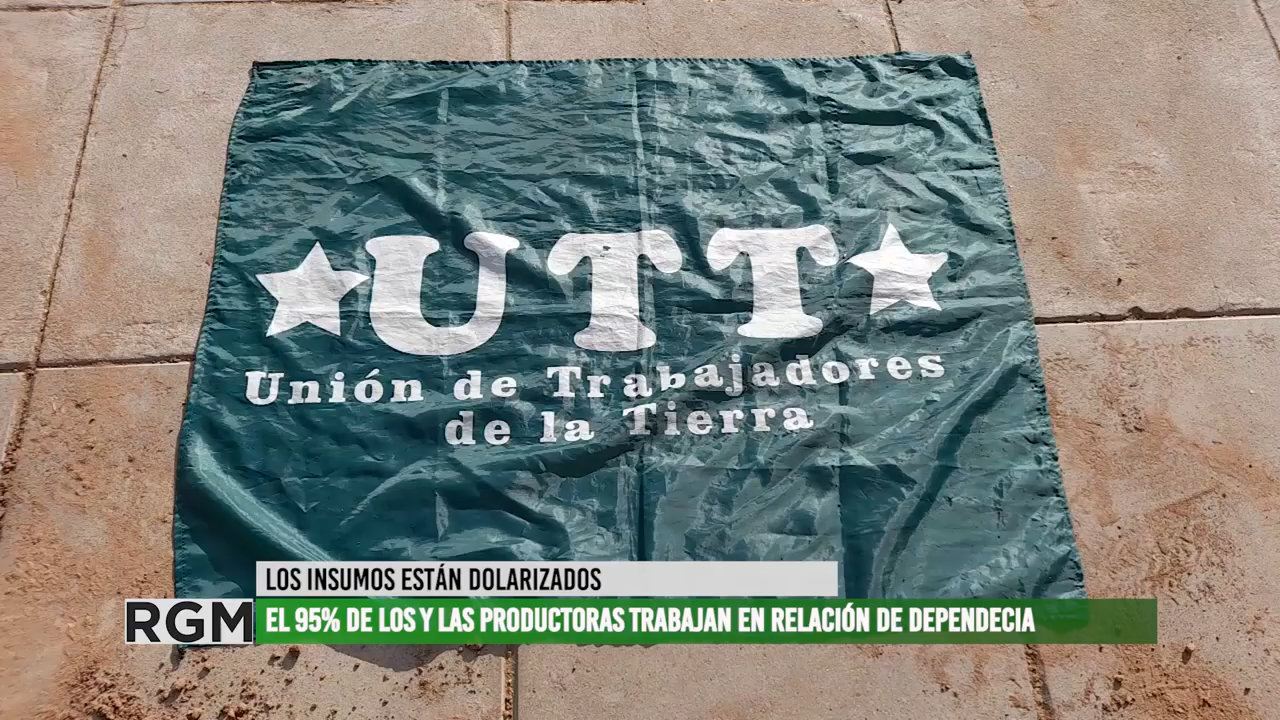 UTT
Unión de Trabajadores
de la Tierra
LOS INSUMOS ESTÁN DOLARIZADOS
RGM
EL 95% DE LOS Y LAS PRODUCTORAS TRABAJAN EN RELACIÓN DE DEPENDECIA